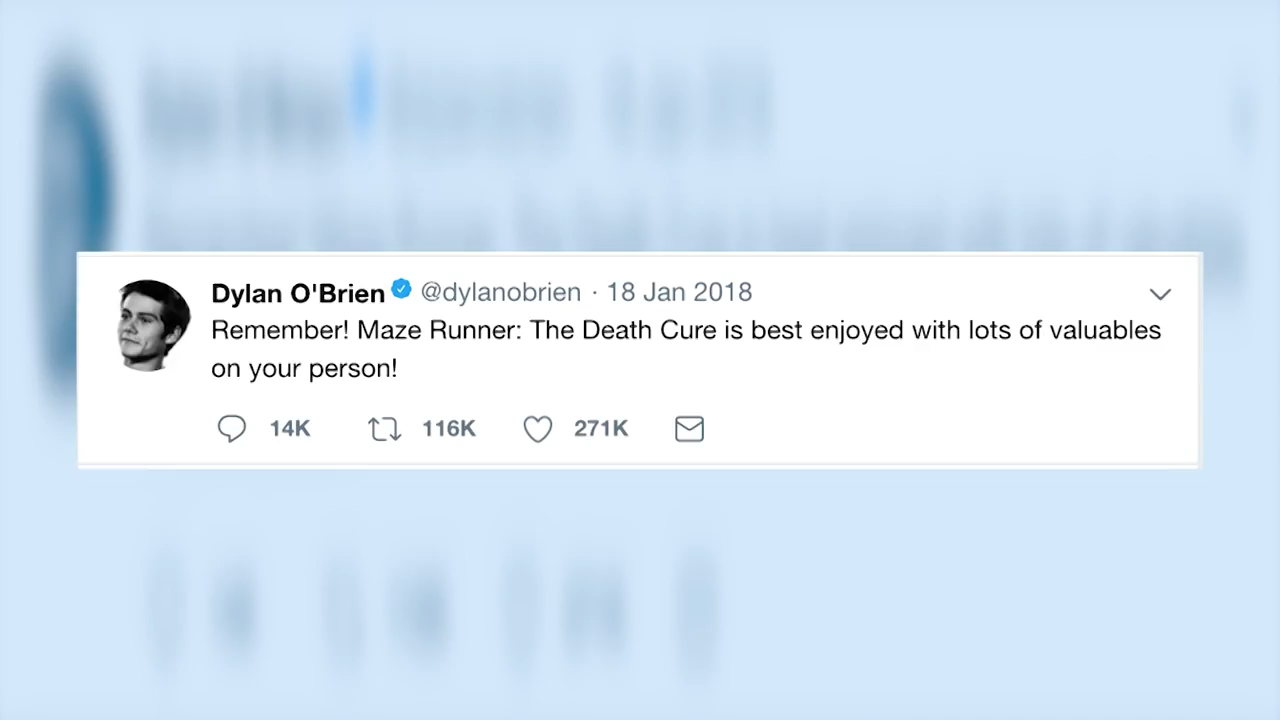 Dylan O'Brien @dylanobrien · 18 Jan 2018
Remember! Maze Runner: The Death Cure is best enjoyed with lots of valuables
on your person!
14K 116K 271K